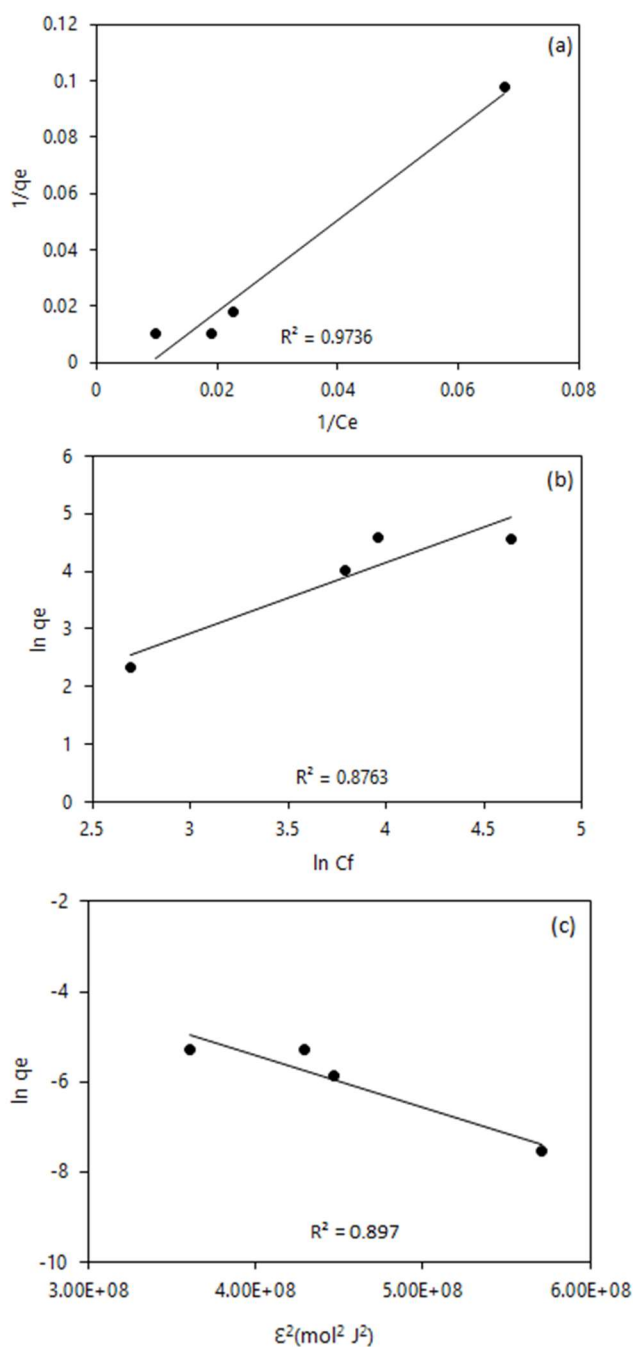 0.12
(a)
0.1
0.08
0.06
0.04
0.02
0
1/qe
R² = 0.9736
0 0.02 0.04 0.06 0.08
1/Ce
6
(b)
5
4
3
2
1
0
ln qe
R² = 0.8763
2.5 3 3.5 4 4.5 5
ln Cf
-2
(c)
-4
-6
-8
-10
ln qe
R² = 0.897
3.00E+08 4.00E+08 5.00E+08 6.00E+08
Ɛ²(mol² J²)